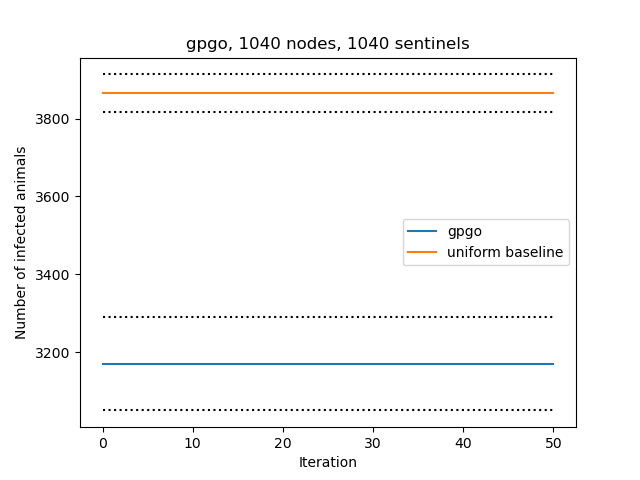 gpgo, 1040 nodes, 1040 sentinels
Number of infected animals
3800
3600
3400
3200
gpgo
uniform baseline
0 10 20 30 40 50
Iteration